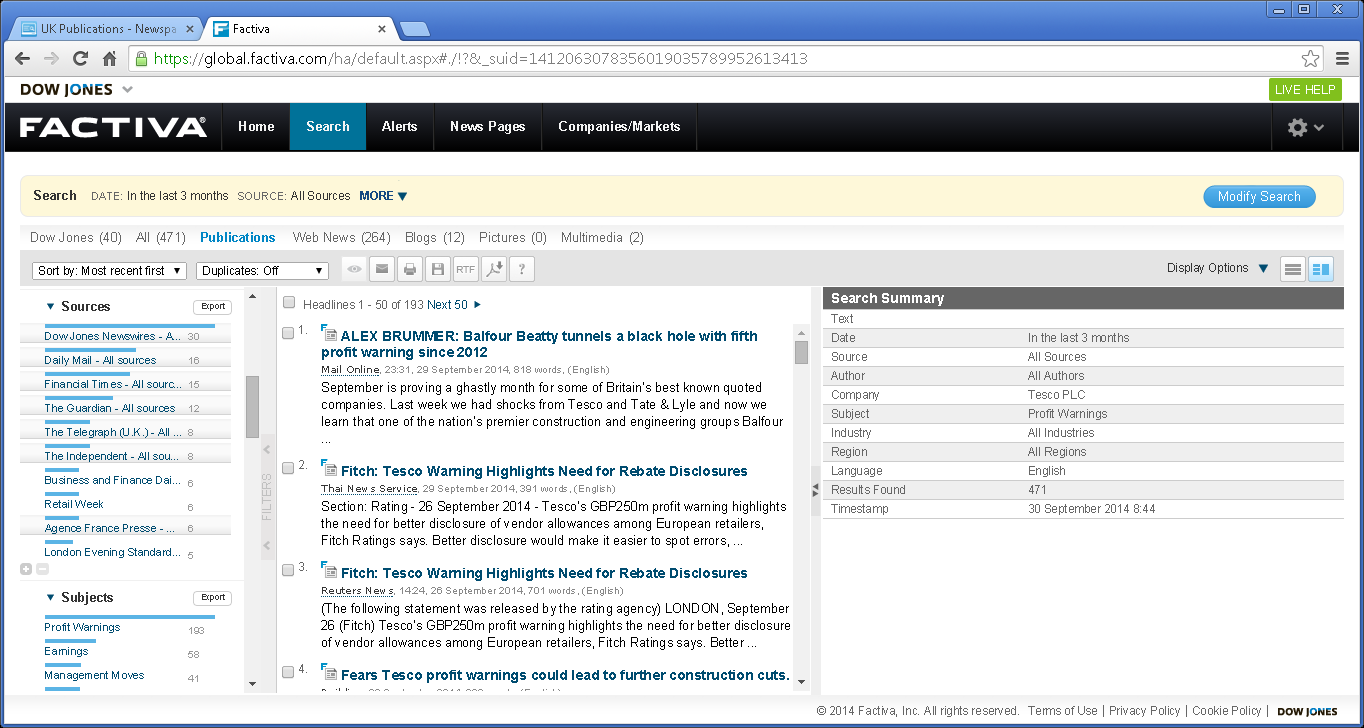 UK Publications - Newspa
Factiva
https://global.factiva.com/ha/default.aspx#./!?&_suid=14120630783560190357899526134​13
DOW JONES
LIVE HELP
FACTIVA
Home Search Alerts News Pages Companies/Markets
Search DATE: In the last 3 months SOURCE: All Sources MORE ▼
Modify Search
Dow Jones (40) All (471) Publications Web News (264) Blogs (12) Pictures (0) Multimedia (2)
Sort by: Most recent first ▼ Duplicates: Off ▼ RTF ? Display Options ▼
Sources Export
Dow Jones Newswires - A... 30
Daily Mail - All sources 16
Financial Times - All sourc... 15
The Guardian - All sources 12
The Telegraph (U.K.) - All ... 8
The Independent - All sou... 8
Business and Finance Dai... 6
Retail Week 6
Agence France Presse - ... 6
London Evening Standard... 5
Subjects Export
Profit Warnings 193
Earnings 58
Management Moves 41
FILTERS
Headlines 1 - 50 of 193 Next 50 ►
1. ALEX BRUMMER: Balfour Beatty tunnels a black hole with fifth
profit warning since 2012
Mail Online, 23:31, 29 September 2014, 818 words, (English)
September is proving a ghastly month for some of Britain's best known quoted
companies. Last week we had shocks from Tesco and Tate & Lyle and now we
learn that one of the nation's premier construction and engineering groups Balfour
...
2. Fitch: Tesco Warning Highlights Need for Rebate Disclosures
Thai News Service, 29 September 2014, 391 words, (English)
Section: Rating - 26 September 2014 - Tesco's GBP250m profit warning highlights
the need for better disclosure of vendor allowances among European retailers,
Fitch Ratings says. Better disclosure would make it easier to spot errors, ...
3. Fitch: Tesco Warning Highlights Need for Rebate Disclosures
Reuters News, 14:24, 26 September 2014, 701 words, (English)
(The following statement was released by the rating agency) LONDON, September
26 (Fitch) Tesco's GBP250m profit warning highlights the need for better disclosure
of vendor allowances among European retailers, Fitch Ratings says. Better ...
4. Fears Tesco profit warnings could lead to further construction cuts.
Search Summary
Text
Date In the last 3 months
Source All Sources
Author All Authors
Company Tesco PLC
Subject Profit Warnings
Industry All Industries
Region All Regions
Language English
Results Found 471
Timestamp 30 September 2014 8:44
© 2014 Factiva, Inc. All rights reserved. Terms of Use | Privacy Policy | Cookie Policy | DOW JONES